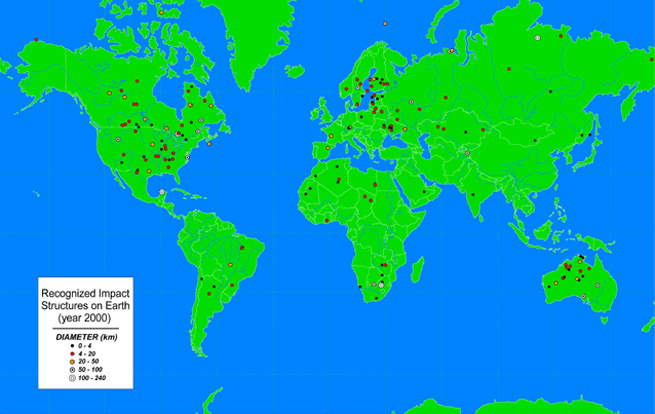 Recognized Impact
Structures on Earth
(year 2000)
DIAMETER (km)
0 - 4
4 - 20
20 - 50
50 - 100
100 - 240